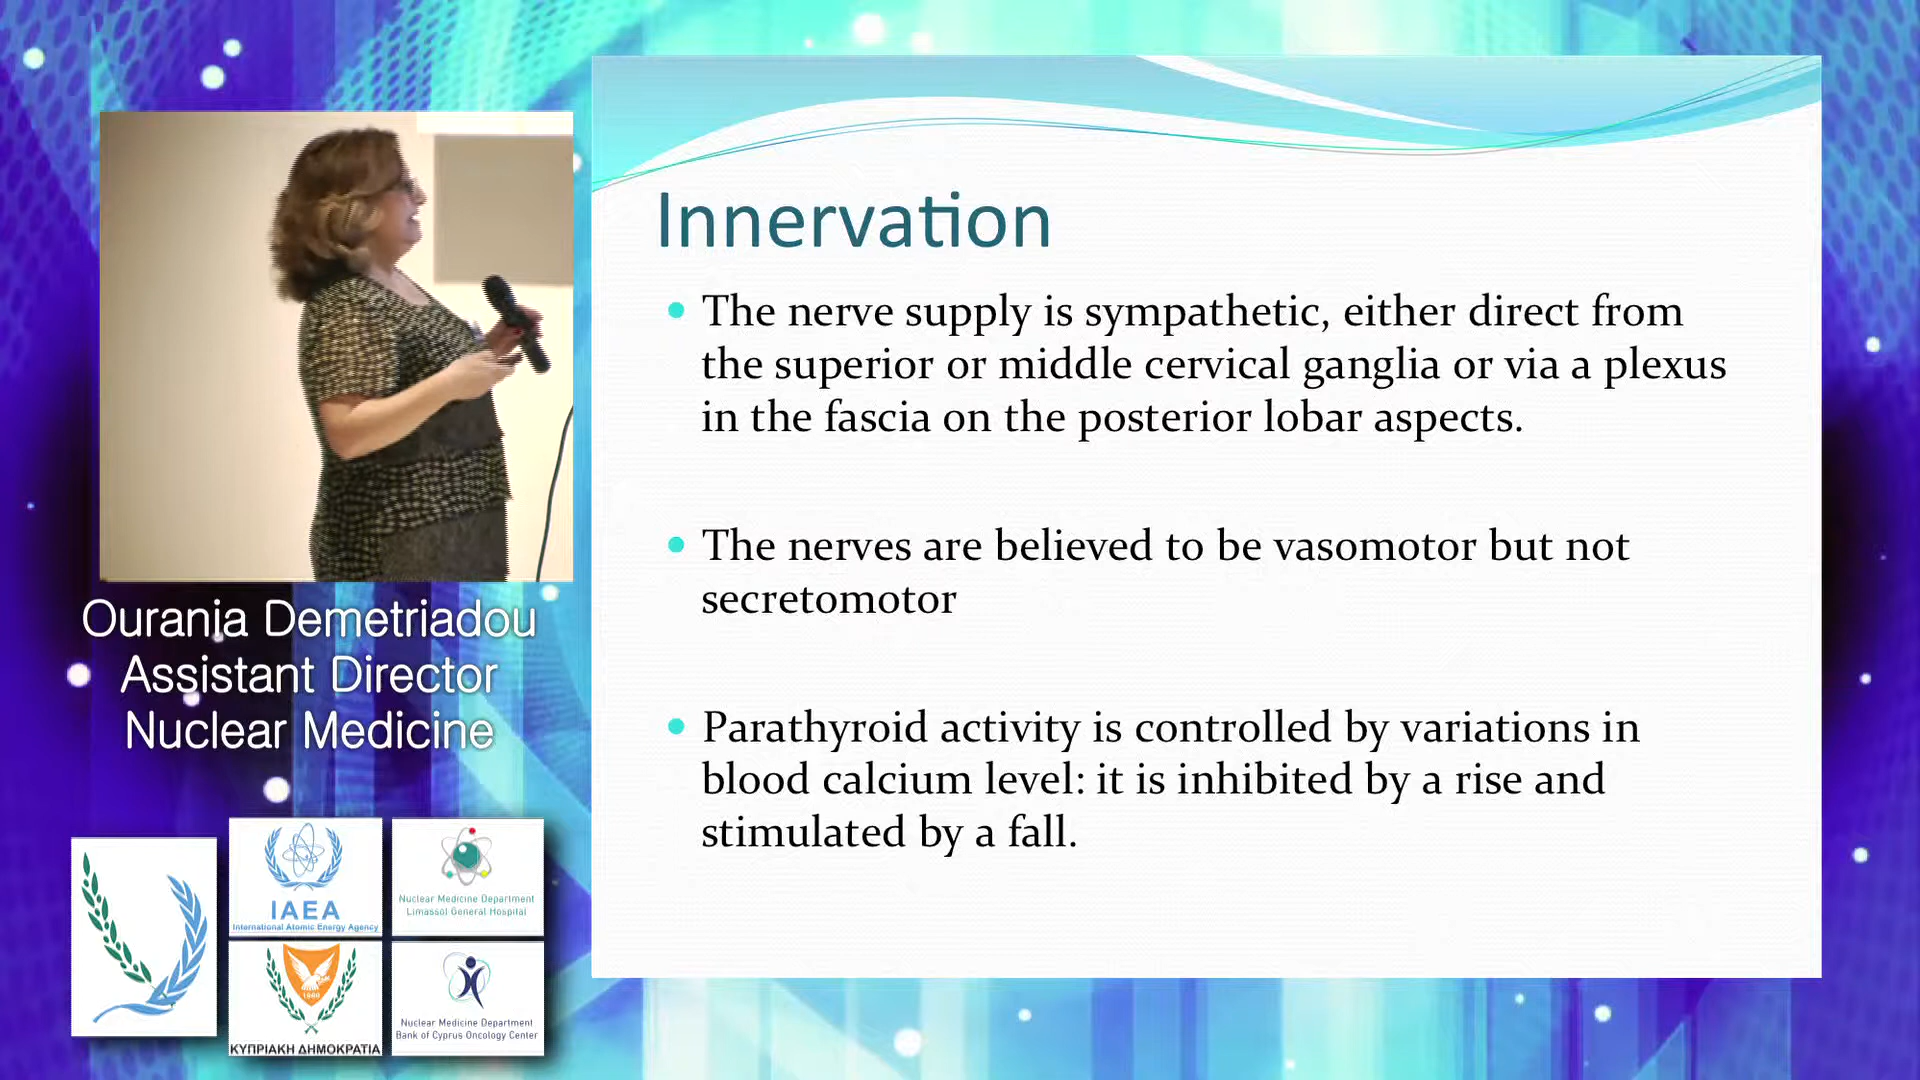 Innervation
The nerve supply is sympathetic, either direct from
the superior or middle cervical ganglia or via a plexus
in the fascia on the posterior lobar aspects.
The nerves are believed to be vasomotor but not
secretomotor
Parathyroid activity is controlled by variations in
blood calcium level: it is inhibited by a rise and
stimulated by a fall.
Ourania Demetriadou
Assistant Director
Nuclear Medicine
IAEA
International Atomic Energy Agency
Nuclear Medicine Department
Limassol General Hospital
1960
ΚΥΠΡΙΑΚΗ ΔΗΜΟΚΡΑΤΙΑ
Nuclear Medicine Department
Bank of Cyprus Oncology Center